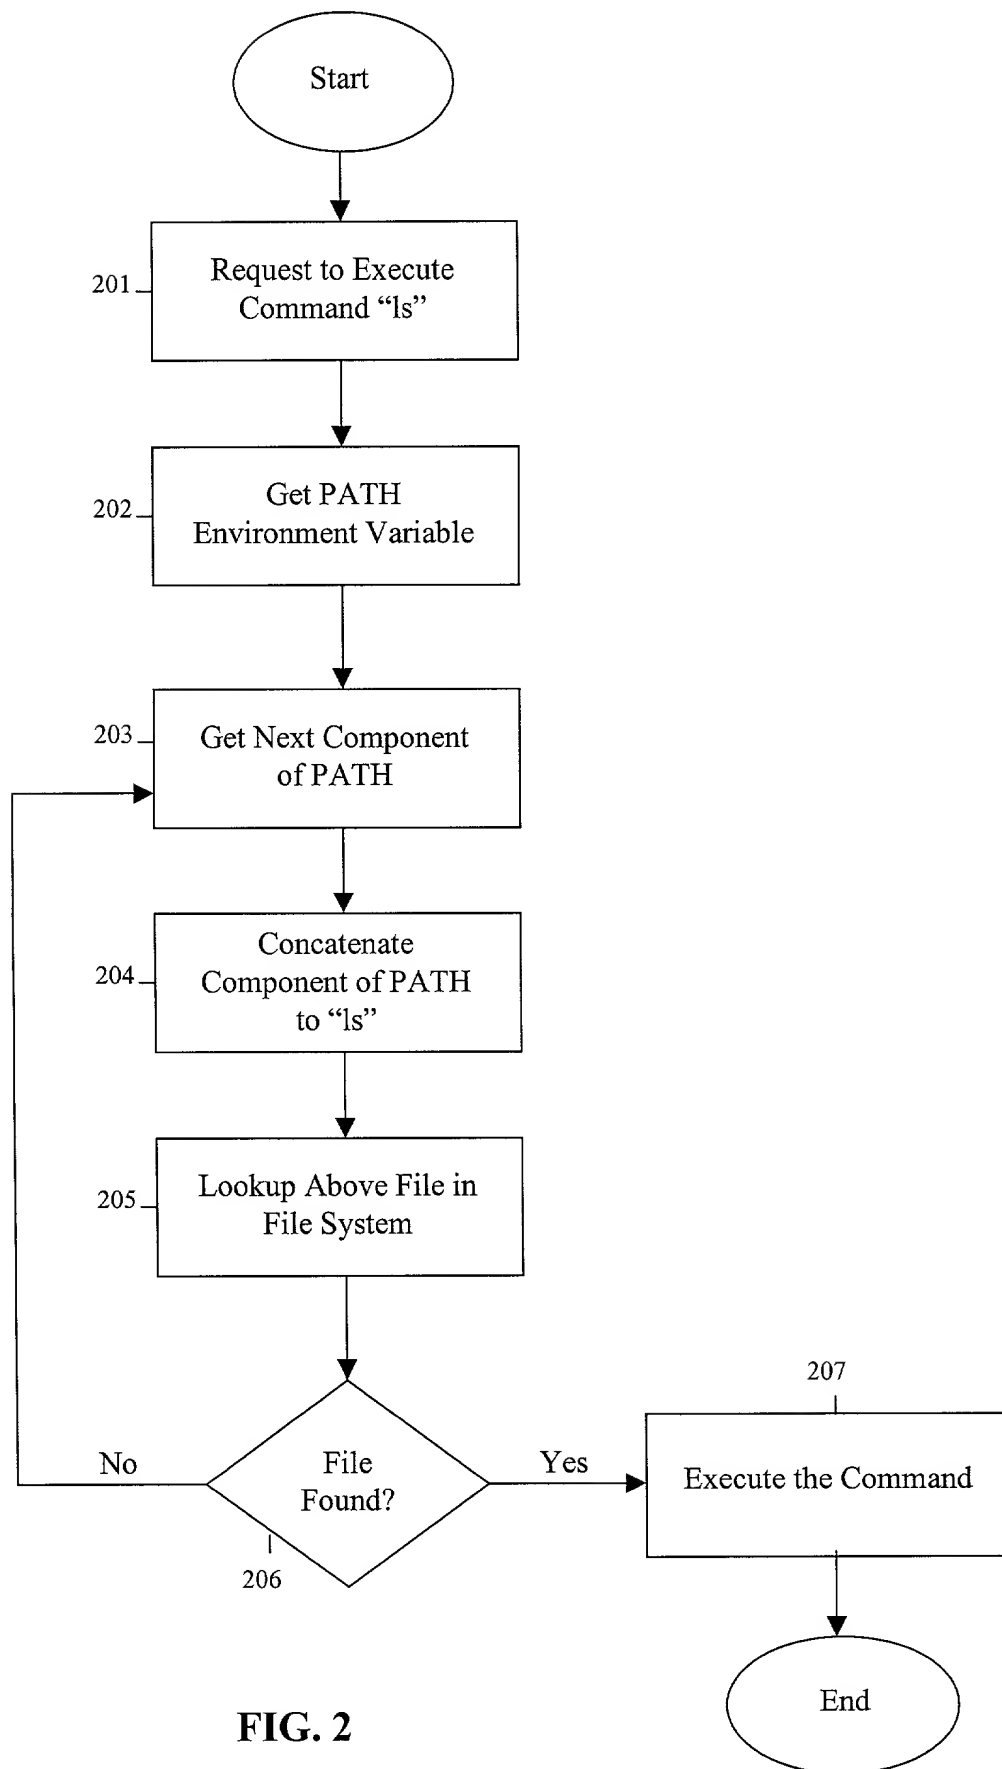 Start
201
Request to Execute
Command “ls”
202
Get PATH
Environment Variable
203
Get Next Component
of PATH
204
Concatenate
Component of PATH
to “ls”
205
Lookup Above File in
File System
206
File
Found?
No
Yes
207
Execute the Command
End
FIG. 2